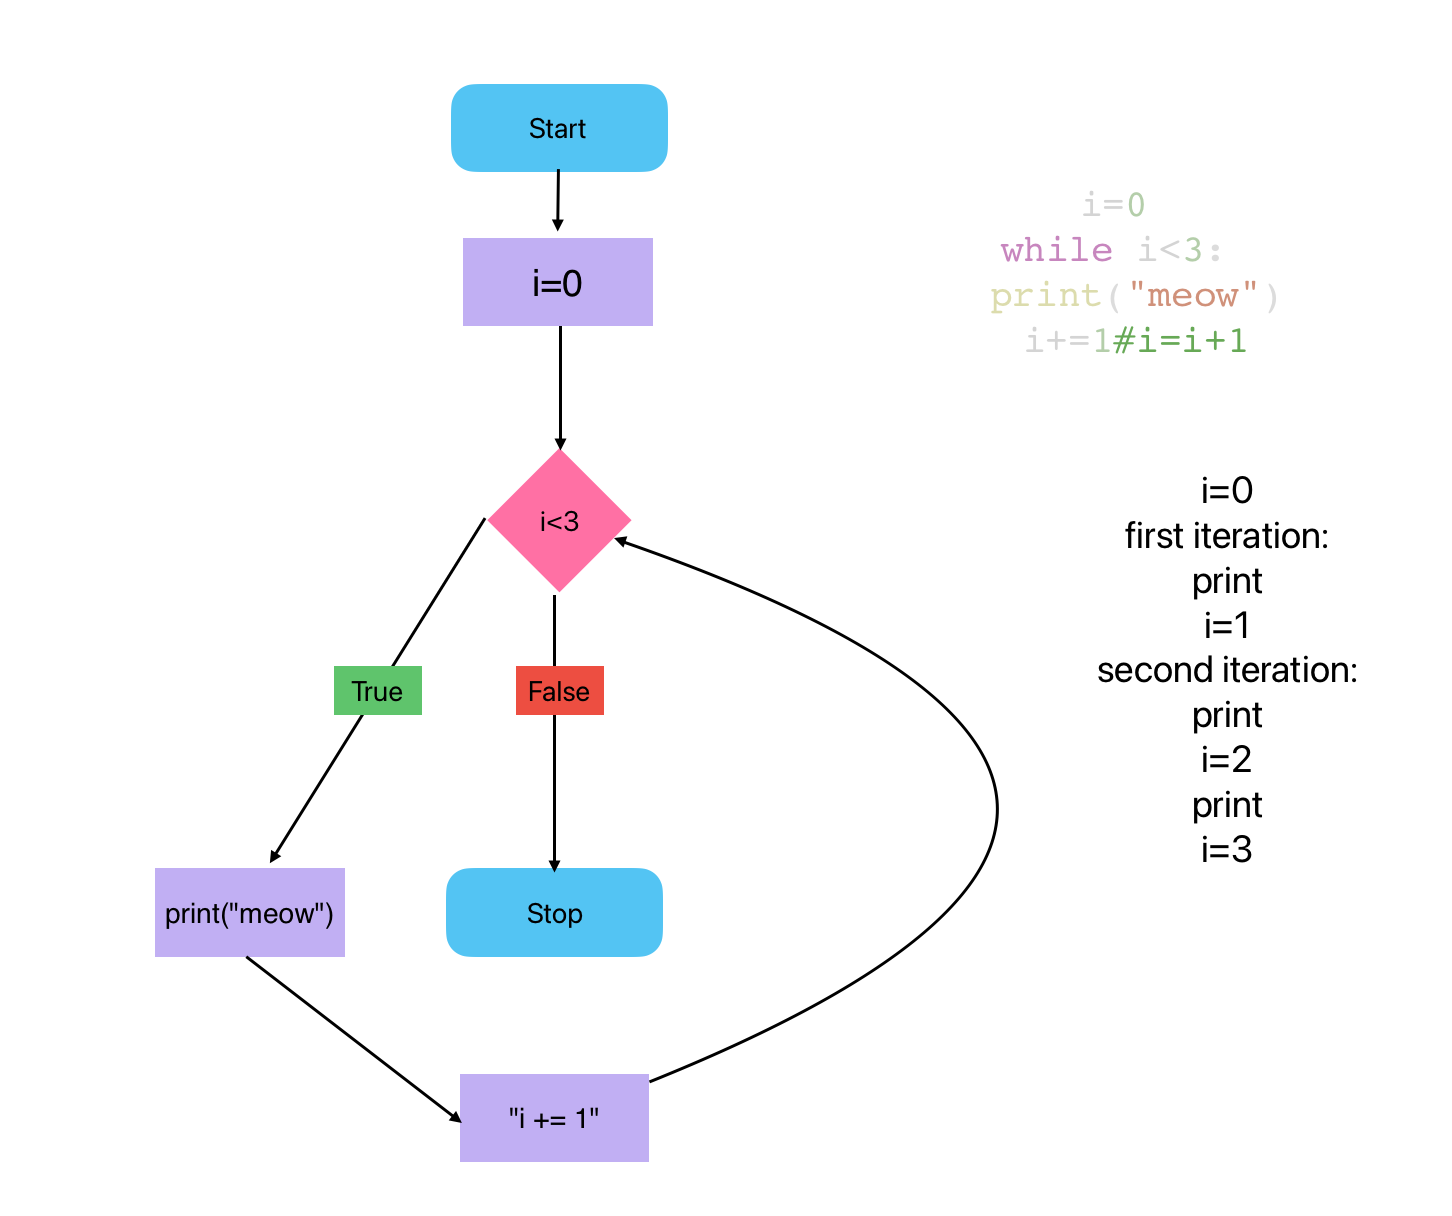 Start
i=0
i<3
True
False
print("meow")
Stop
"i += 1"
i=0
while i<3:
print("meow")
i+=1#i=i+1
i=0
first iteration:
print
i=1
second iteration:
print
i=2
print
i=3